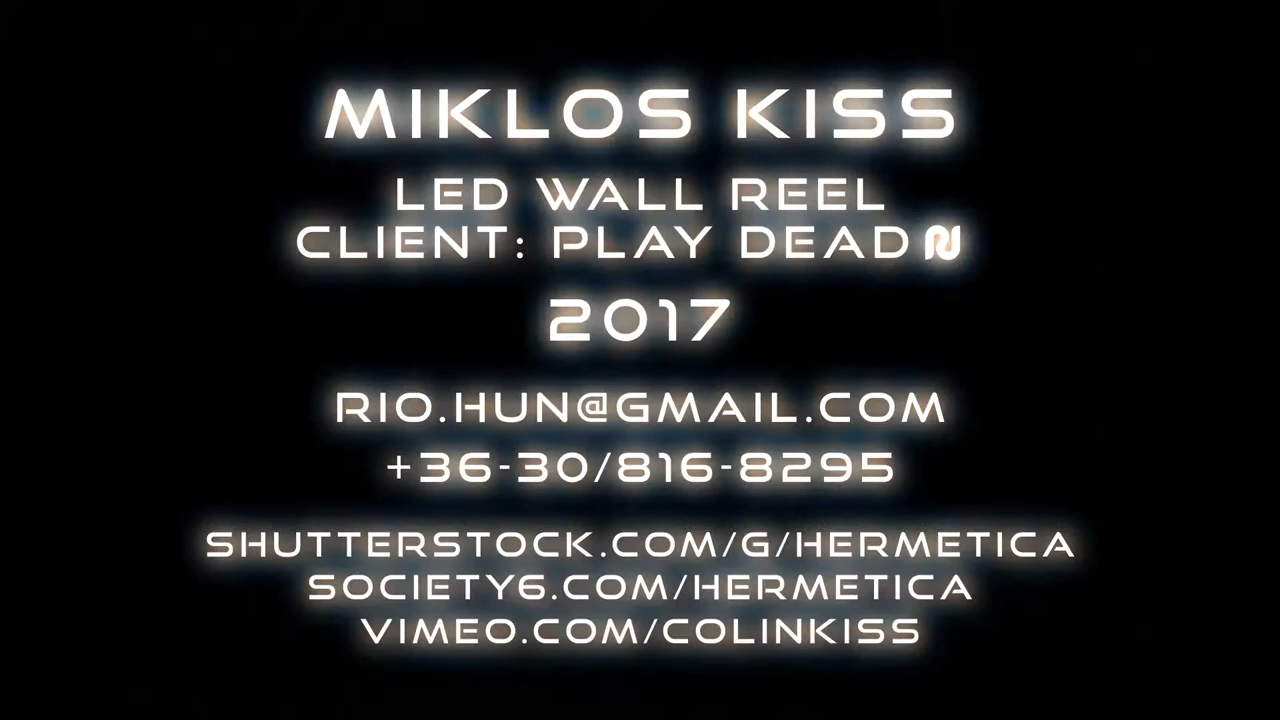 MIKLOS KISS
LED WALL REEL
CLIENT: PLAY DEAD
2017
RIO.HUN@GMAIL.COM
+36-30/816-8295
SHUTTERSTOCK.COM/G/HERMETICA
SOCIETY6.COM/HERMETICA
VIMEO.COM/COLINKISS